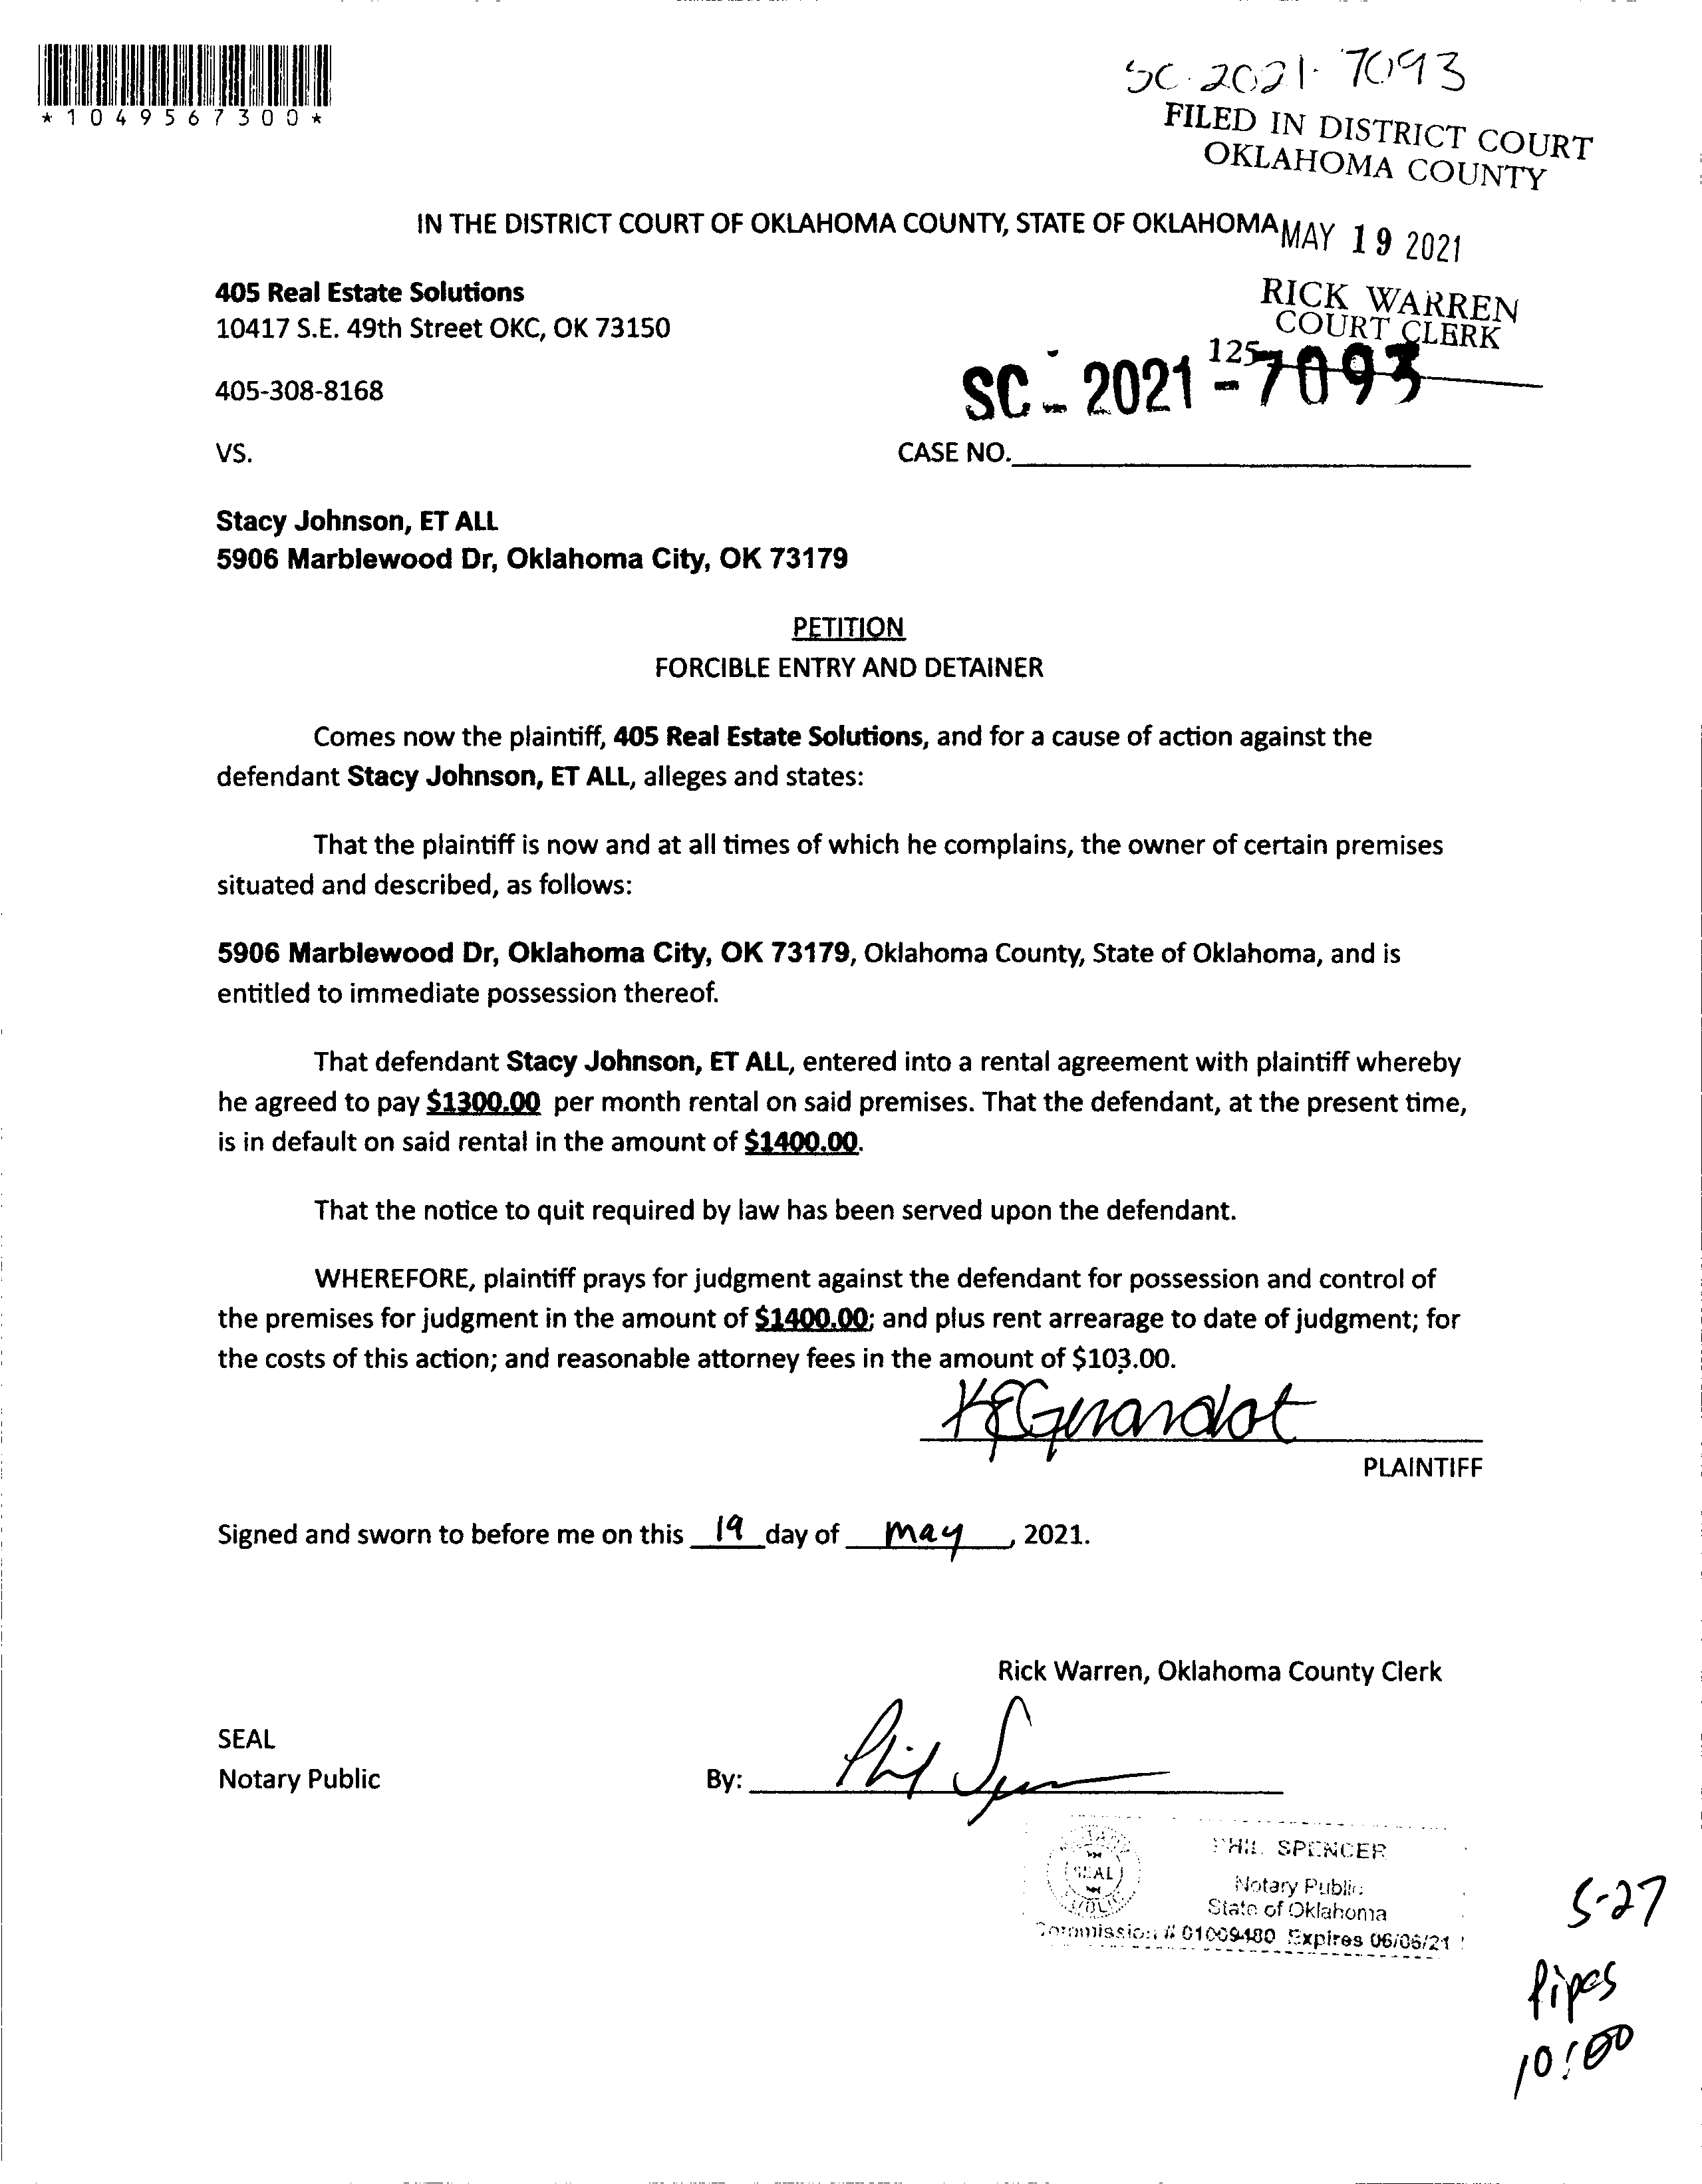 *1049567300*
SC-2021-7093
FILED IN DISTRICT COURT
OKLAHOMA COUNTY
IN THE DISTRICT COURT OF OKLAHOMA COUNTY, STATE OF OKLAHOMA
MAY 19 2021
405 Real Estate Solutions
10417 S.E. 49th Street OKC, OK 73150
RICK WARREN
COURT CLERK
125
SC - 2021 - 7093
405-308-8168
VS.
CASE NO.
Stacy Johnson, ET ALL
5906 Marblewood Dr, Oklahoma City, OK 73179
PETITION
FORCIBLE ENTRY AND DETAINER
Comes now the plaintiff, 405 Real Estate Solutions, and for a cause of action against the
defendant Stacy Johnson, ET ALL, alleges and states:
That the plaintiff is now and at all times of which he complains, the owner of certain premises
situated and described, as follows:
5906 Marblewood Dr, Oklahoma City, OK 73179, Oklahoma County, State of Oklahoma, and is
entitled to immediate possession thereof.
That defendant Stacy Johnson, ET ALL, entered into a rental agreement with plaintiff whereby
he agreed to pay $1300.00 per month rental on said premises. That the defendant, at the present time,
is in default on said rental in the amount of $1400.00.
That the notice to quit required by law has been served upon the defendant.
WHEREFORE, plaintiff prays for judgment against the defendant for possession and control of
the premises for judgment in the amount of $1400.00; and plus rent arrearage to date of judgment; for
the costs of this action; and reasonable attorney fees in the amount of $103.00.
KEGerardot
PLAINTIFF
Signed and sworn to before me on this 19 day of may, 2021.
Rick Warren, Oklahoma County Clerk
SEAL
Notary Public
By: Phil Spencer
SEAL
PHIL SPENCER
Notary Public
State of Oklahoma
Commission # 01009480 Expires 06/06/21
5-27
Pipes
10:00